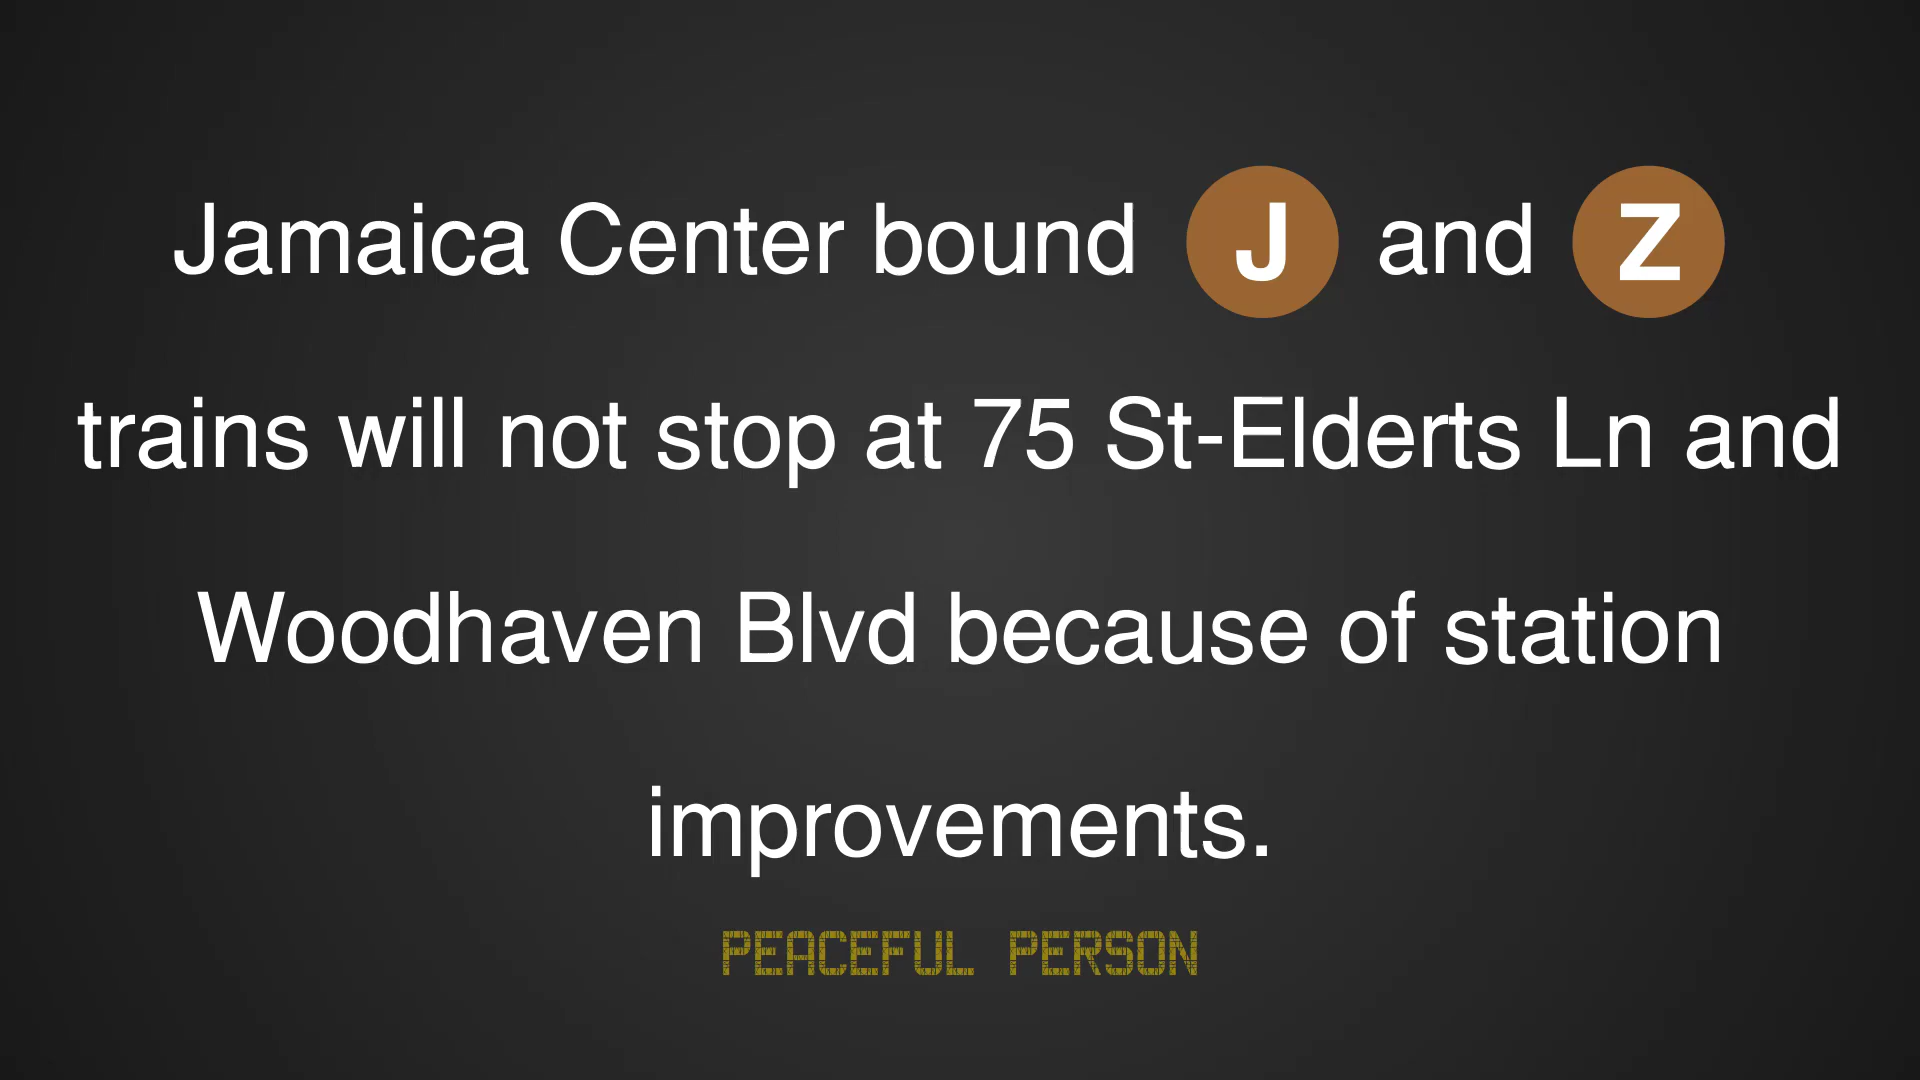 Jamaica Center bound J and Z
trains will not stop at 75 St-Elderts Ln and
Woodhaven Blvd because of station
improvements.
PEACEFUL PERSON